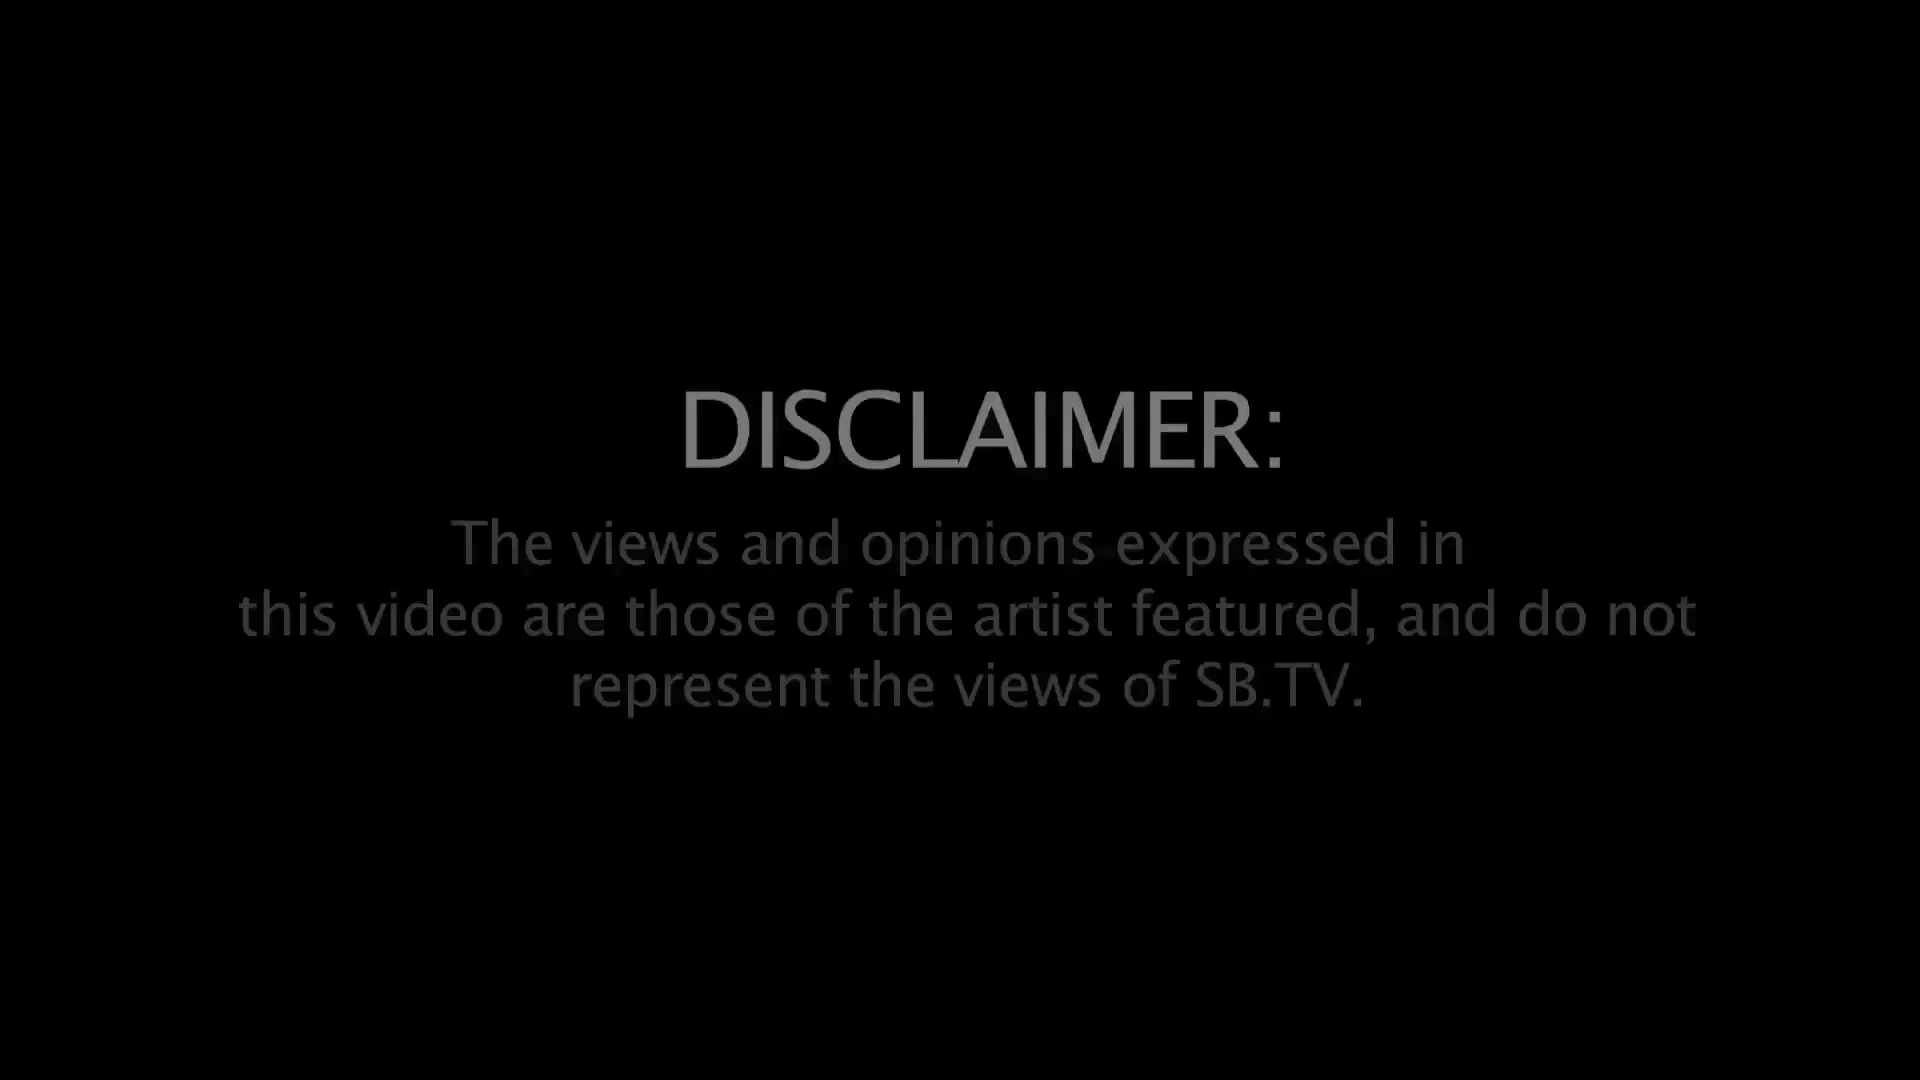 DISCLAIMER:
The views and opinions expressed in
this video are those of the artist featured, and do not
represent the views of SB.TV.